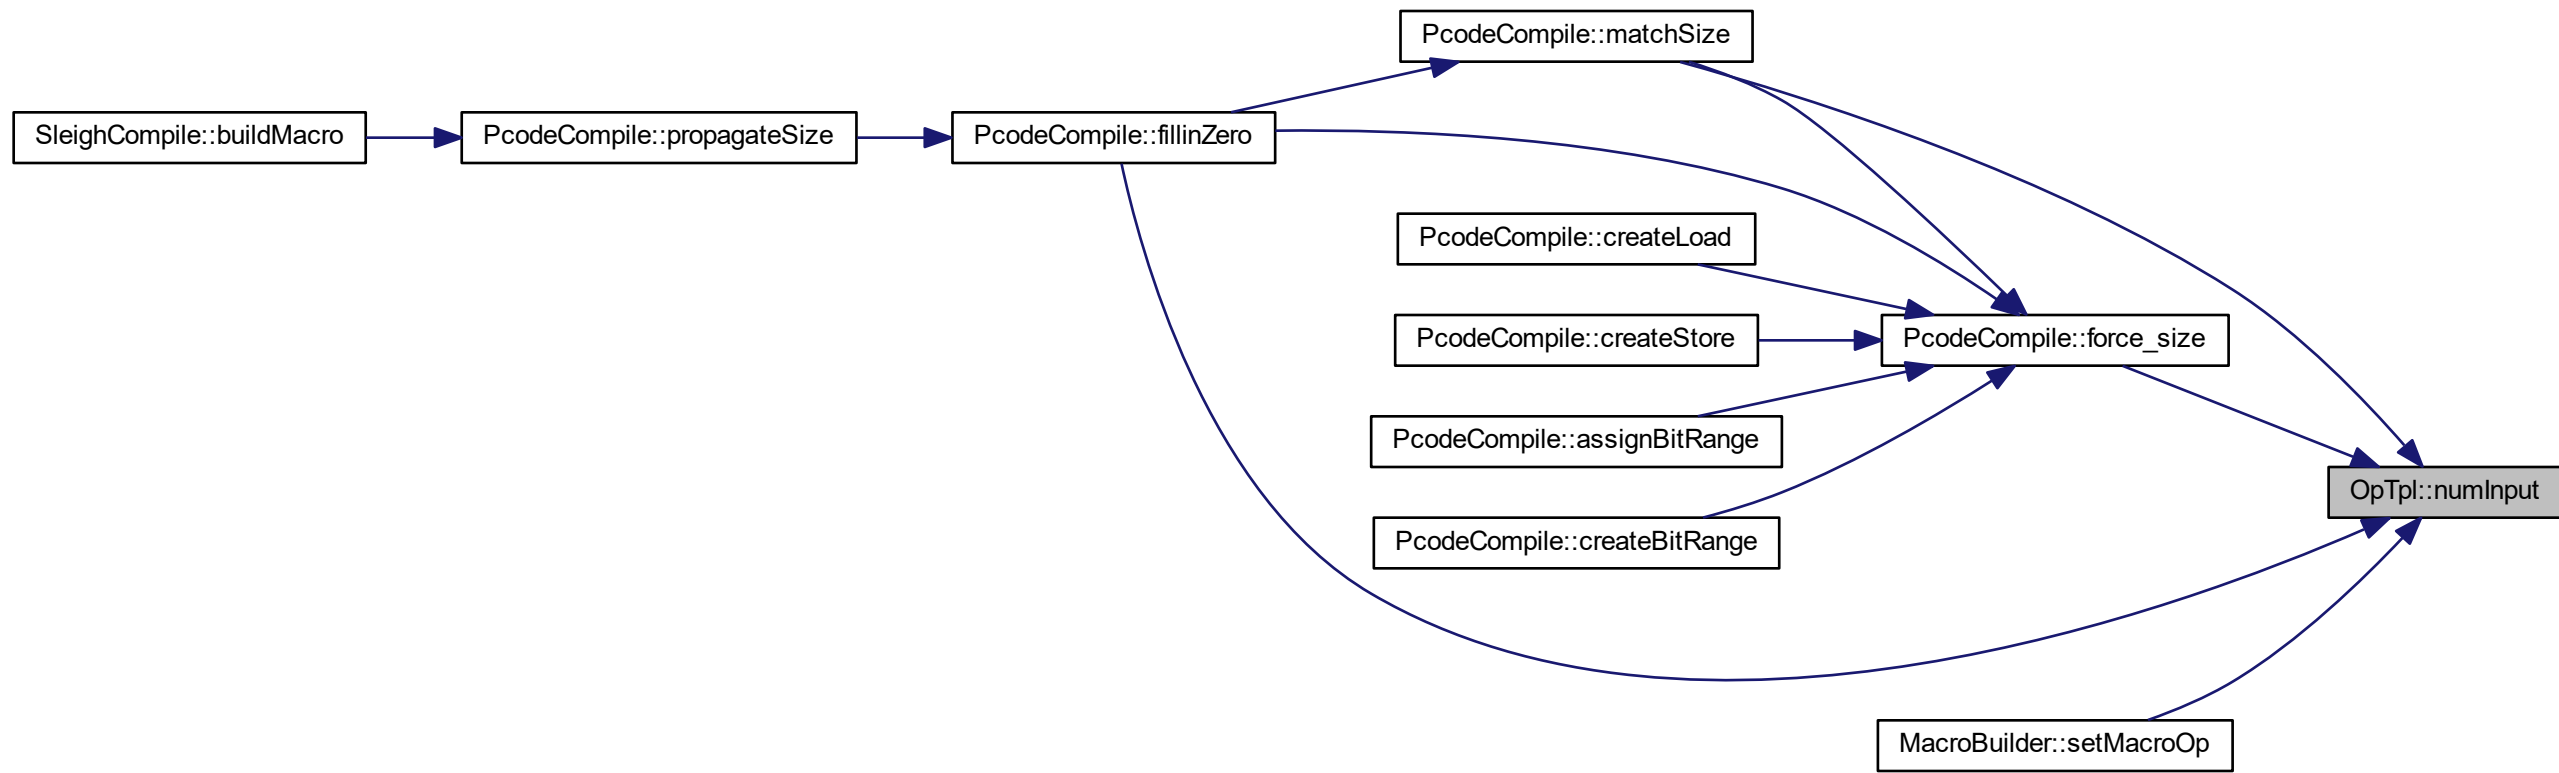 PcodeCompile::matchSize
SleighCompile::buildMacro
PcodeCompile::propagateSize
PcodeCompile::fillinZero
PcodeCompile::createLoad
PcodeCompile::createStore
PcodeCompile::force_size
PcodeCompile::assignBitRange
OpTpl::numInput
PcodeCompile::createBitRange
MacroBuilder::setMacroOp